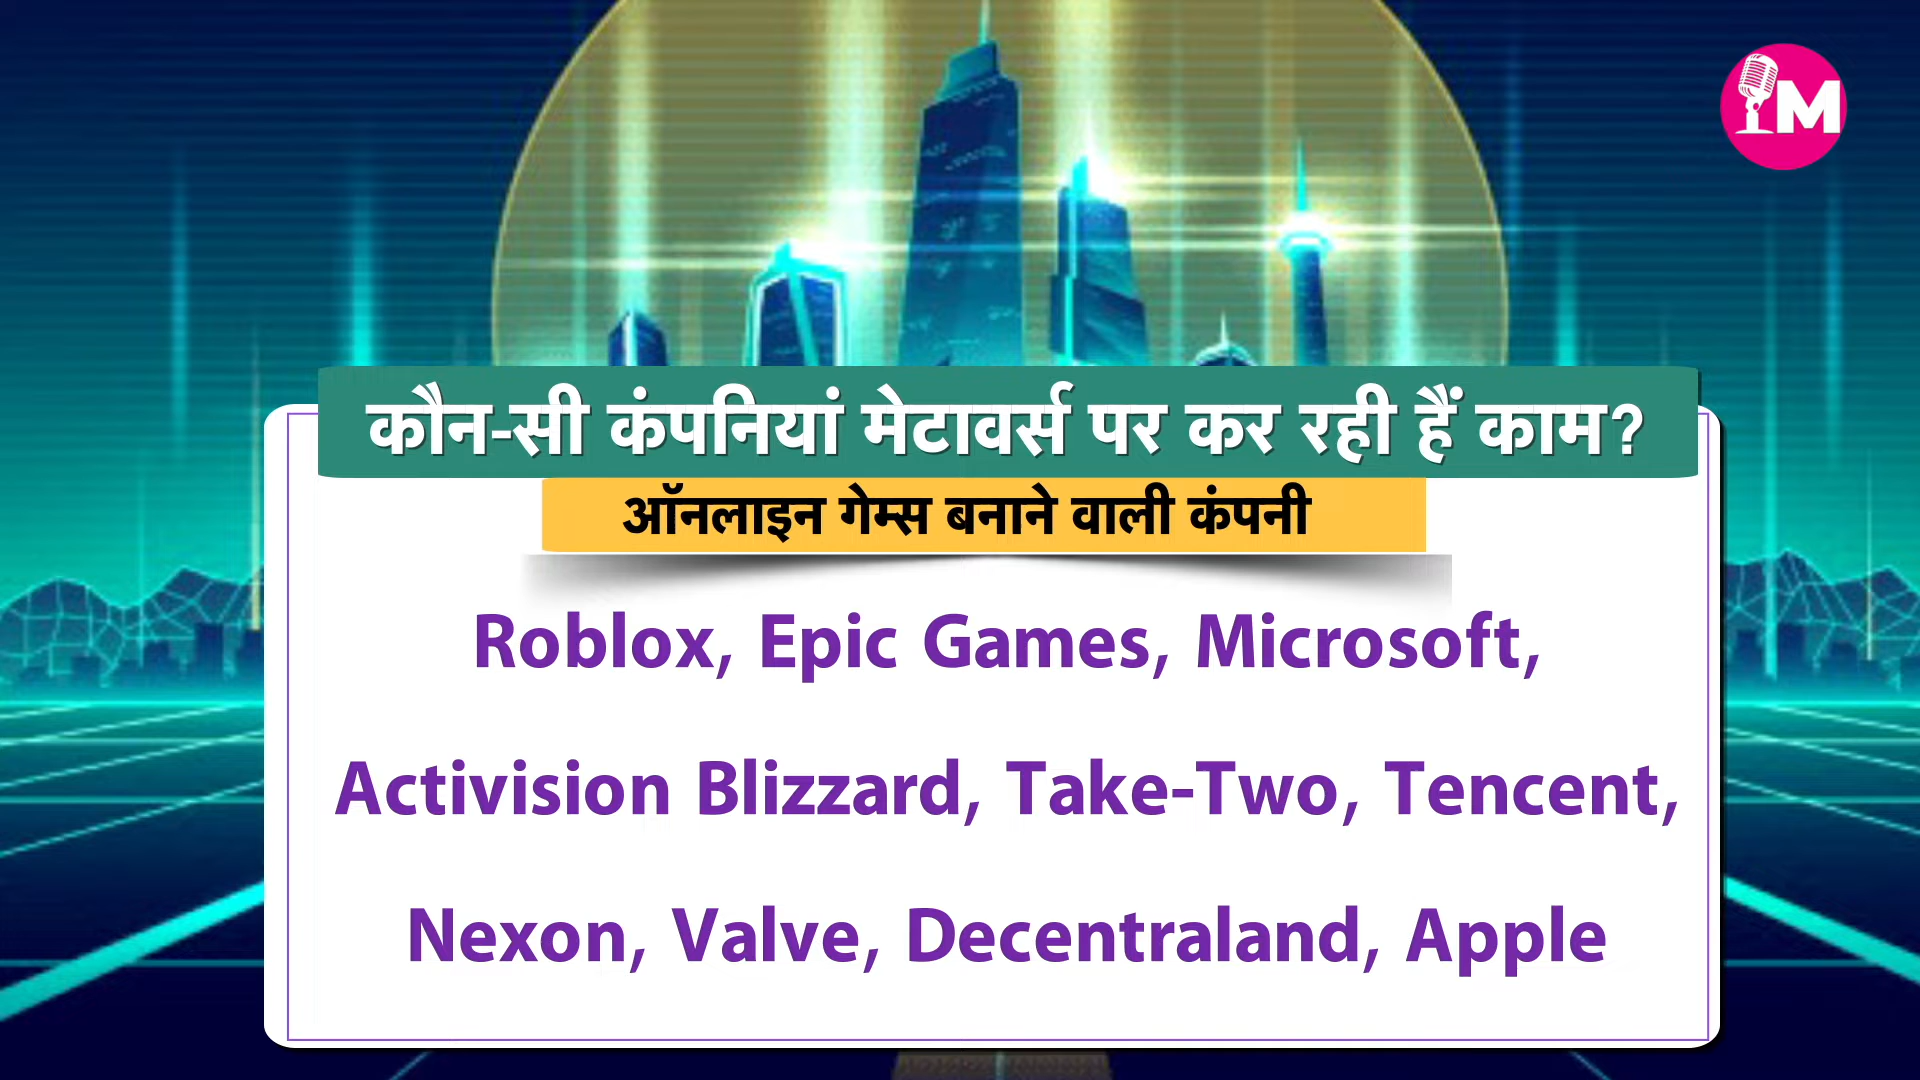 M
कौन-सी कंपनियां मेटावर्स पर कर रही हैं काम?
ऑनलाइन गेम्स बनाने वाली कंपनी
Roblox, Epic Games, Microsoft,
Activision Blizzard, Take-Two, Tencent,
Nexon, Valve, Decentraland, Apple